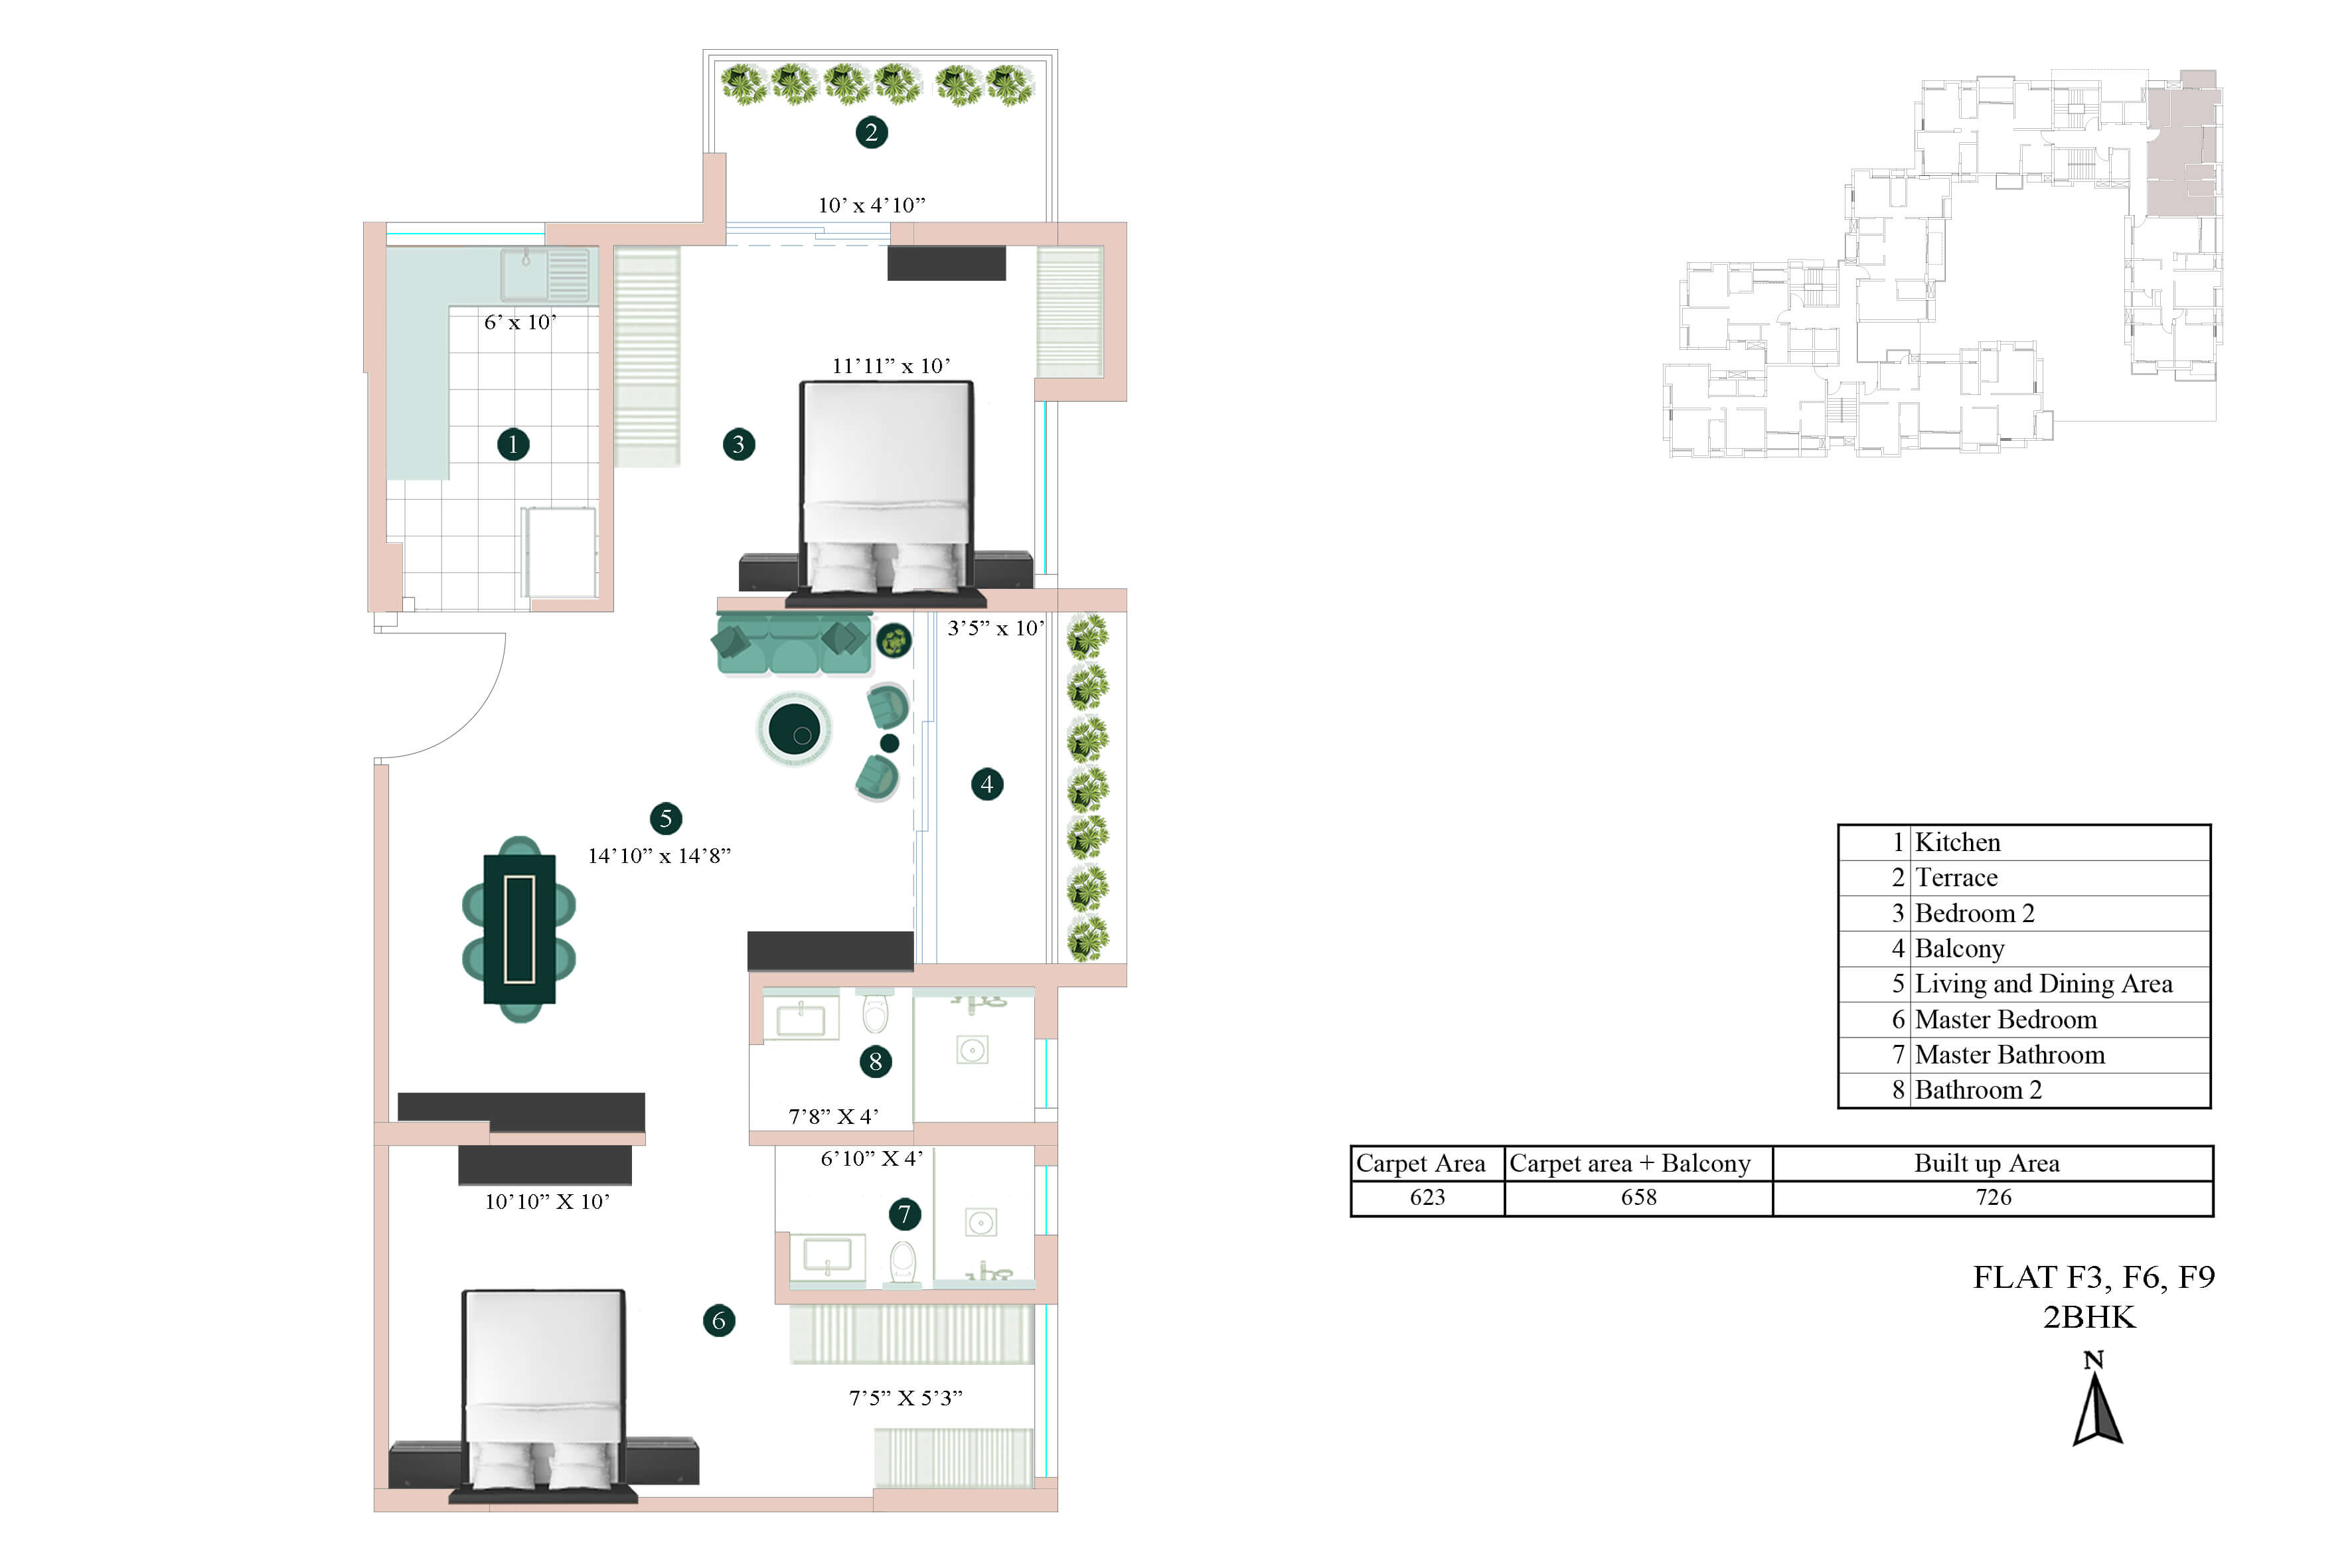 2
10’ x 4’10”
6’ x 10’
11’11” x 10’
1
3
3’5” x 10’
4
5
14’10” x 14’8”
8
7’8” X 4’
6’10” X 4’
10’10” X 10’
7
6
7’5” X 5’3”
1 Kitchen
2 Terrace
3 Bedroom 2
4 Balcony
5 Living and Dining Area
6 Master Bedroom
7 Master Bathroom
8 Bathroom 2
Carpet Area Carpet area + Balcony Built up Area
623 658 726
FLAT F3, F6, F9
2BHK
N